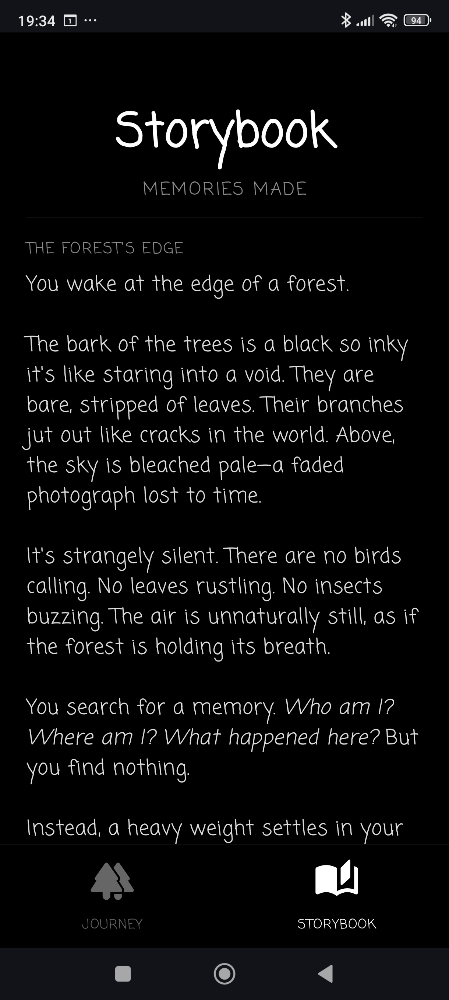 19:34 1 ... 94
Storybook
MEMORIES MADE
THE FOREST'S EDGE
You wake at the edge of a forest.
The bark of the trees is a black so inky
it's like staring into a void. They are
bare, stripped of leaves. Their branches
jut out like cracks in the world. Above,
the sky is bleached pale—a faded
photograph lost to time.
It's strangely silent. There are no birds
calling. No leaves rustling. No insects
buzzing. The air is unnaturally still, as if
the forest is holding its breath.
You search for a memory. Who am I?
Where am I? What happened here? But
you find nothing.
Instead, a heavy weight settles in your
JOURNEY STORYBOOK